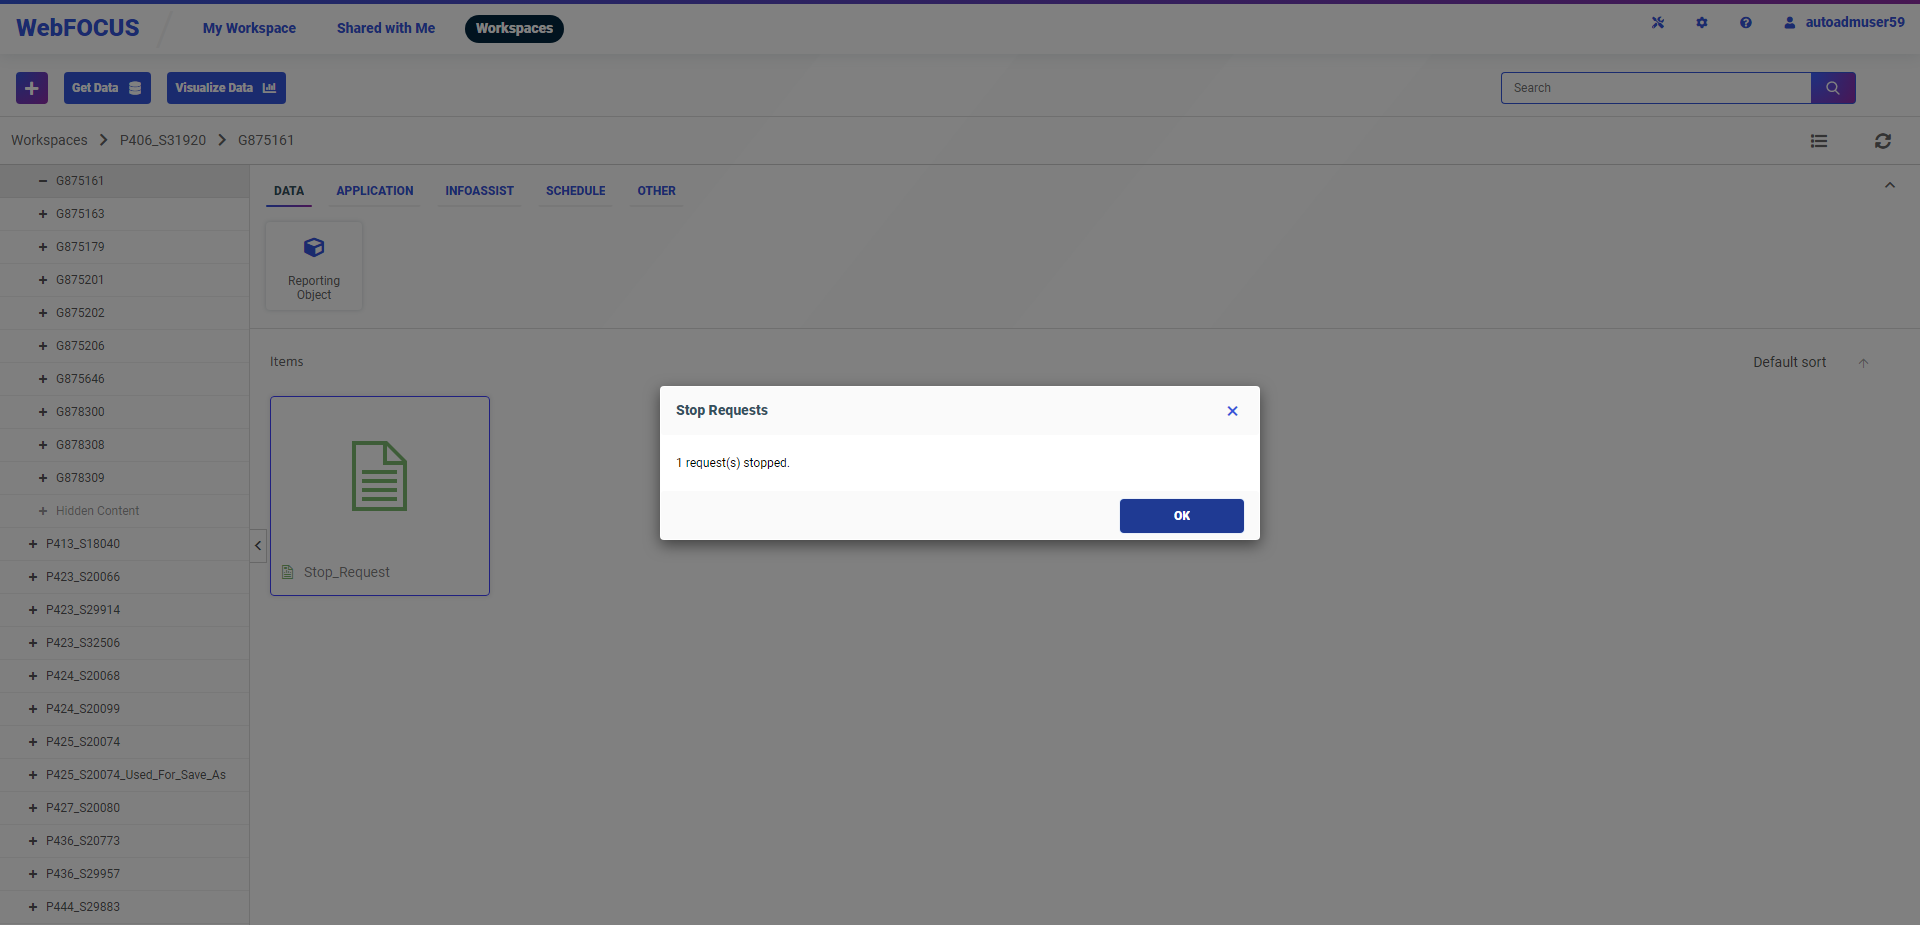 WebFOCUS
My Workspace
Shared with Me
Workspaces
autoadmuser59
Get Data
Visualize Data
Search
Workspaces
P406_S31920
G875161
G875161
G875163
G875179
G875201
G875202
G875206
G875646
G878300
G878308
G878309
Hidden Content
P413_S18040
P423_S20066
P423_S29914
P423_S32506
P424_S20068
P424_S20099
P425_S20074
P425_S20074_Used_For_Save_As
P427_S20080
P436_S20773
P436_S29957
P444_S29883
DATA
APPLICATION
INFOASSIST
SCHEDULE
OTHER
Reporting
Object
Items
Default sort
Stop_Request
Stop Requests
1 request(s) stopped.
OK